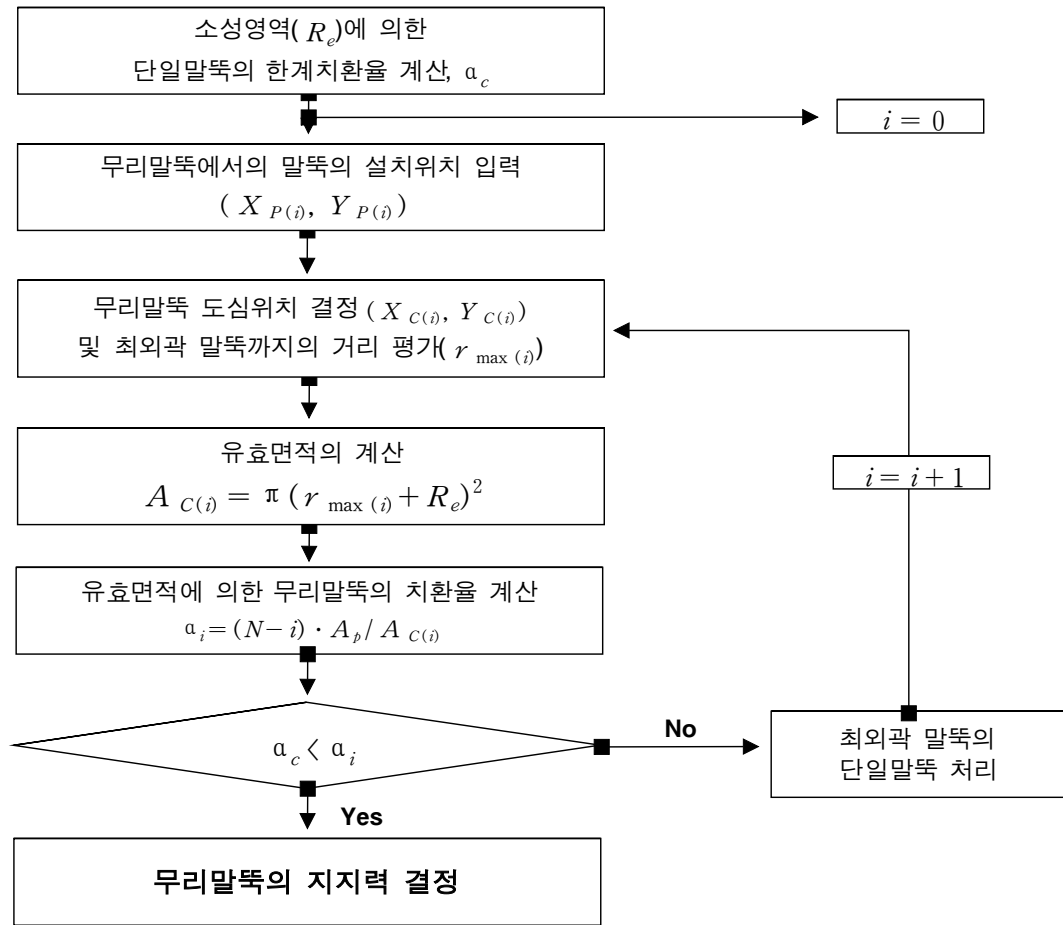 소성영역( R_e)에 의한
단일말뚝의 한계치환율 계산, α_c
i = 0
무리말뚝에서의 말뚝의 설치위치 입력
( X_P(i), Y_P(i))
무리말뚝 도심위치 결정 ( X_C(i), Y_C(i))
및 최외곽 말뚝까지의 거리 평가( r_max (i))
유효면적의 계산
A_C(i) = π ( r_max (i) + R_e)²
i = i + 1
유효면적에 의한 무리말뚝의 치환율 계산
α_i = (N − i) · A_p / A_C(i)
α_c < α_i
No
최외곽 말뚝의
단일말뚝 처리
Yes
무리말뚝의 지지력 결정